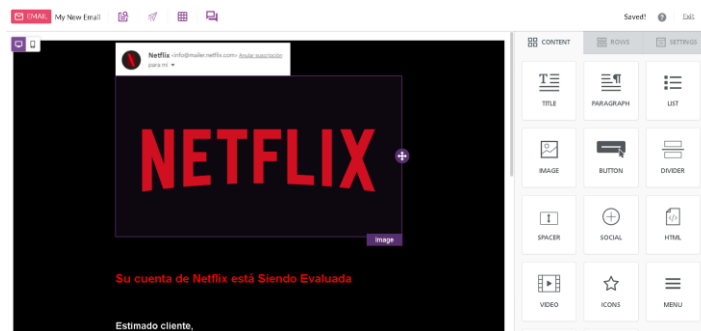 EMAIL My New Email Saved! ? Exit
CONTENT ROWS SETTINGS
Netflix <info@mailer.netflix.com> Anular suscripción
para mí
NETFLIX
Image
Su cuenta de Netflix está Siendo Evaluada
Estimado cliente,
TITLE PARAGRAPH LIST
IMAGE BUTTON DIVIDER
SPACER SOCIAL HTML
VIDEO ICONS MENU